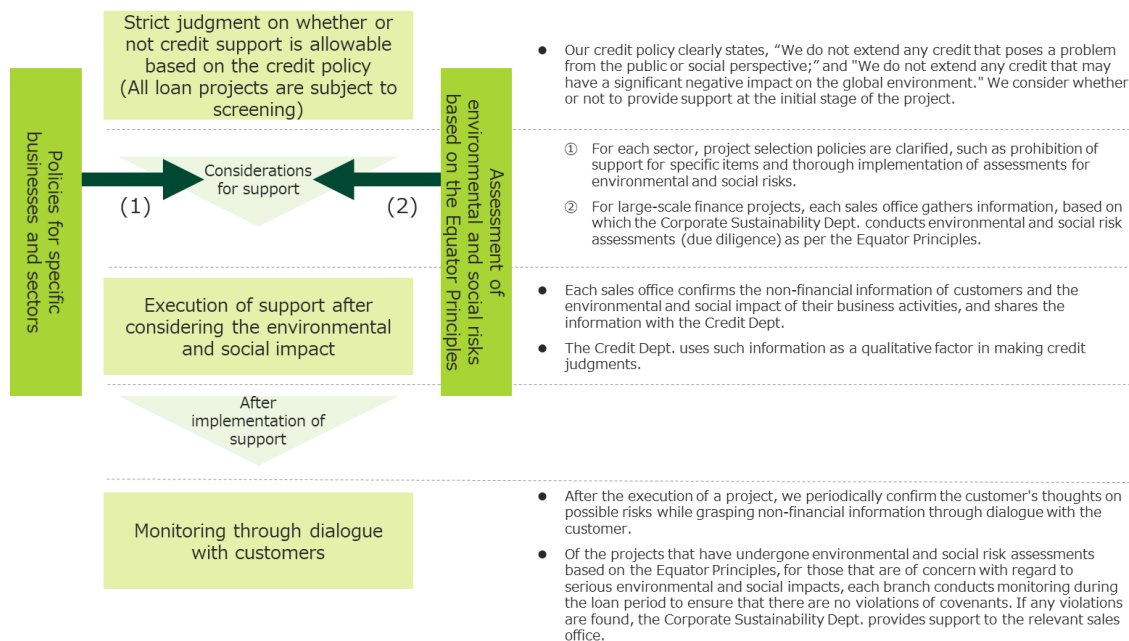 Strict judgment on whether or
not credit support is allowable
based on the credit policy
(All loan projects are subject to
screening)
● Our credit policy clearly states, “We do not extend any credit that poses a problem
from the public or social perspective;” and "We do not extend any credit that may
have a significant negative impact on the global environment." We consider whether
or not to provide support at the initial stage of the project.
Policies for specific
businesses and sectors
Considerations
for support
(1)
(2)
Assessment of
environmental and social risks
based on the Equator Principles
① For each sector, project selection policies are clarified, such as prohibition of
support for specific items and thorough implementation of assessments for
environmental and social risks.
② For large-scale finance projects, each sales office gathers information, based on
which the Corporate Sustainability Dept. conducts environmental and social risk
assessments (due diligence) as per the Equator Principles.
Execution of support after
considering the environmental
and social impact
● Each sales office confirms the non-financial information of customers and the
environmental and social impact of their business activities, and shares the
information with the Credit Dept.
● The Credit Dept. uses such information as a qualitative factor in making credit
judgments.
After
implementation of
support
Monitoring through dialogue
with customers
● After the execution of a project, we periodically confirm the customer's thoughts on
possible risks while grasping non-financial information through dialogue with the
customer.
● Of the projects that have undergone environmental and social risk assessments
based on the Equator Principles, for those that are of concern with regard to
serious environmental and social impacts, each branch conducts monitoring during
the loan period to ensure that there are no violations of covenants. If any violations
are found, the Corporate Sustainability Dept. provides support to the relevant sales
office.